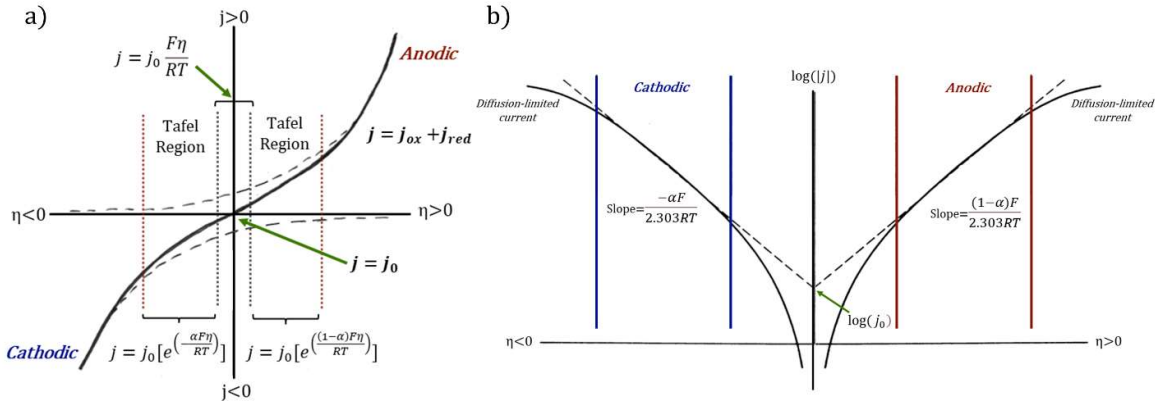 a)
j>0
j = j₀ Fη/RT
Anodic
Tafel
Region
Tafel
Region
j = jₒₓ + j_red
η<0
η>0
j = j₀
Cathodic
j = j₀[e^(-αFη/RT)]
j = j₀[e^((1−α)Fη/RT)]
j<0
b)
log(|j|)
Cathodic
Anodic
Diffusion-limited
current
Diffusion-limited
current
Slope= −αF/2.303RT
Slope= (1−α)F/2.303RT
log(j₀)
η<0
η>0